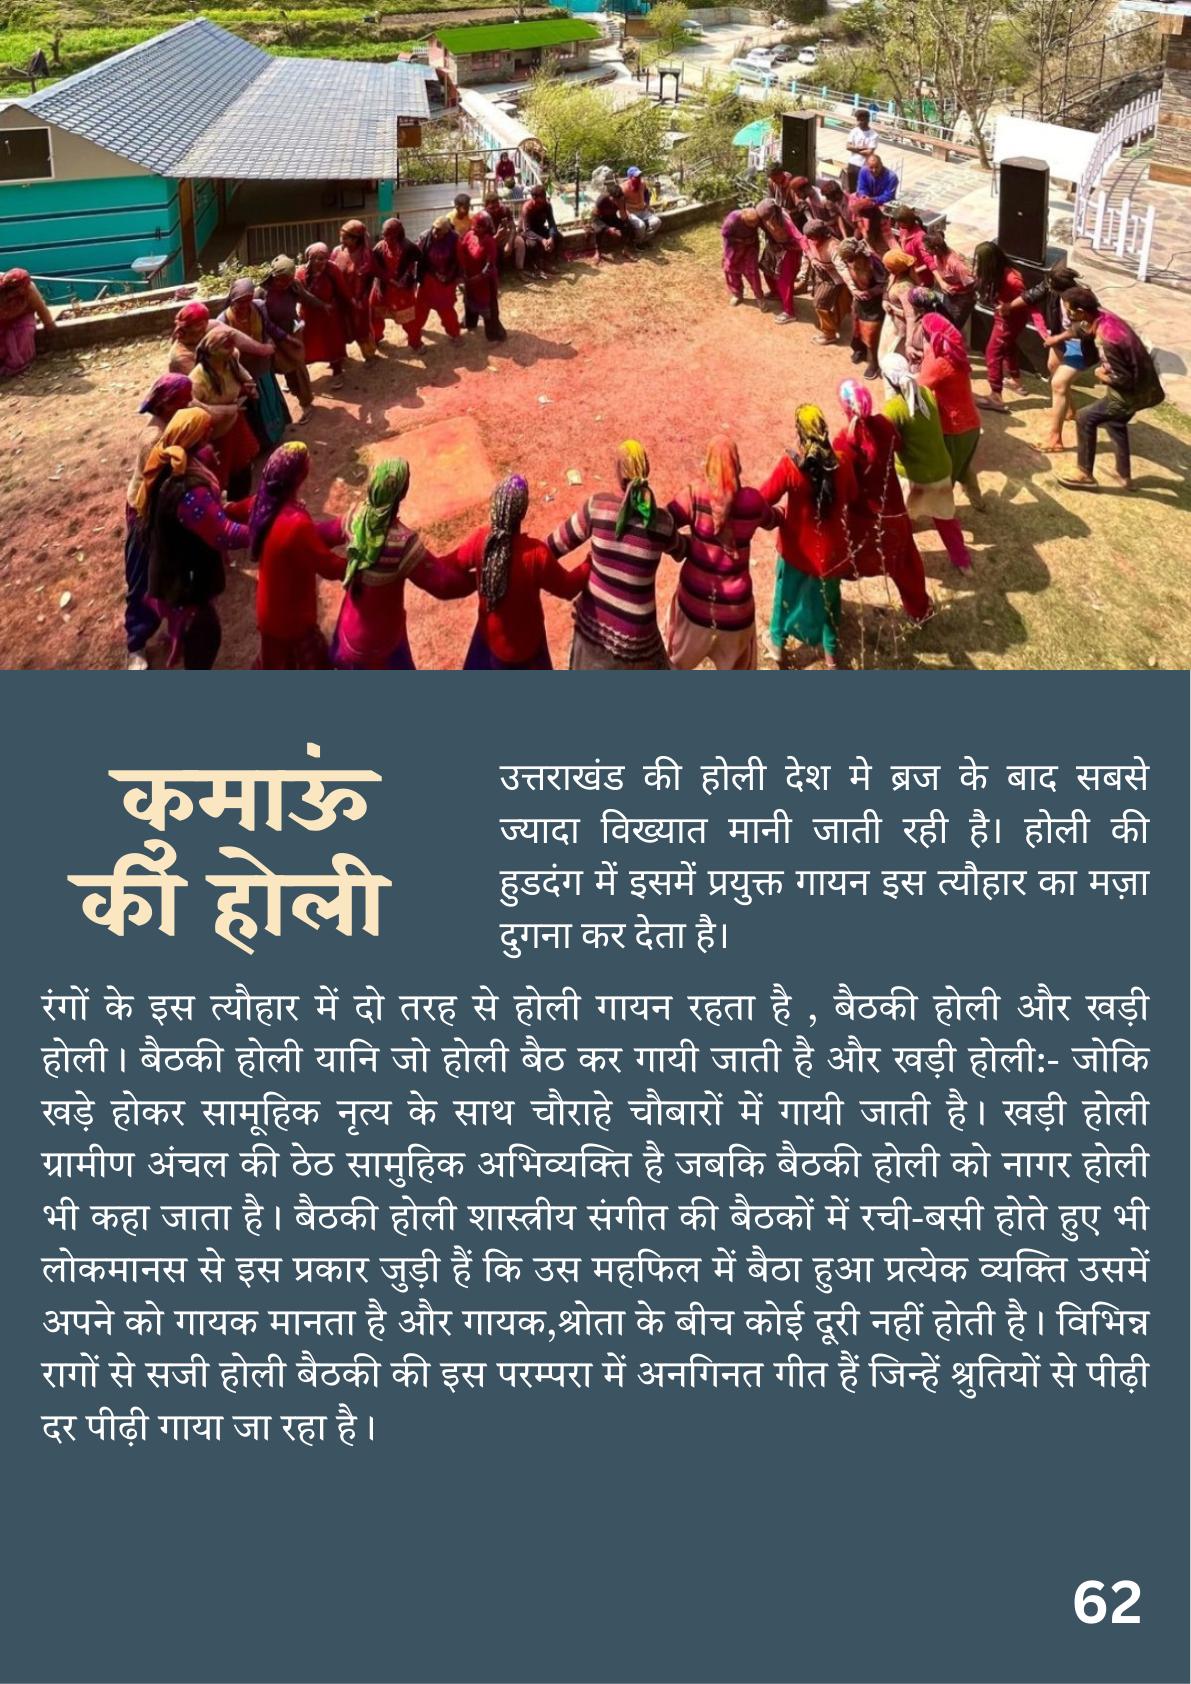 कुमाऊं
की होली
उत्तराखंड की होली देश मे ब्रज के बाद सबसे
ज्यादा विख्यात मानी जाती रही है। होली की
हुडदंग में इसमें प्रयुक्त गायन इस त्यौहार का मज़ा
दुगना कर देता है।
रंगों के इस त्यौहार में दो तरह से होली गायन रहता है , बैठकी होली और खड़ी
होली। बैठकी होली यानि जो होली बैठ कर गायी जाती है और खड़ी होली:- जोकि
खड़े होकर सामूहिक नृत्य के साथ चौराहे चौबारों में गायी जाती है। खड़ी होली
ग्रामीण अंचल की ठेठ सामुहिक अभिव्यक्ति है जबकि बैठकी होली को नागर होली
भी कहा जाता है। बैठकी होली शास्त्रीय संगीत की बैठकों में रची-बसी होते हुए भी
लोकमानस से इस प्रकार जुड़ी हैं कि उस महफिल में बैठा हुआ प्रत्येक व्यक्ति उसमें
अपने को गायक मानता है और गायक,श्रोता के बीच कोई दूरी नहीं होती है। विभिन्न
रागों से सजी होली बैठकी की इस परम्परा में अनगिनत गीत हैं जिन्हें श्रुतियों से पीढ़ी
दर पीढ़ी गाया जा रहा है।
62